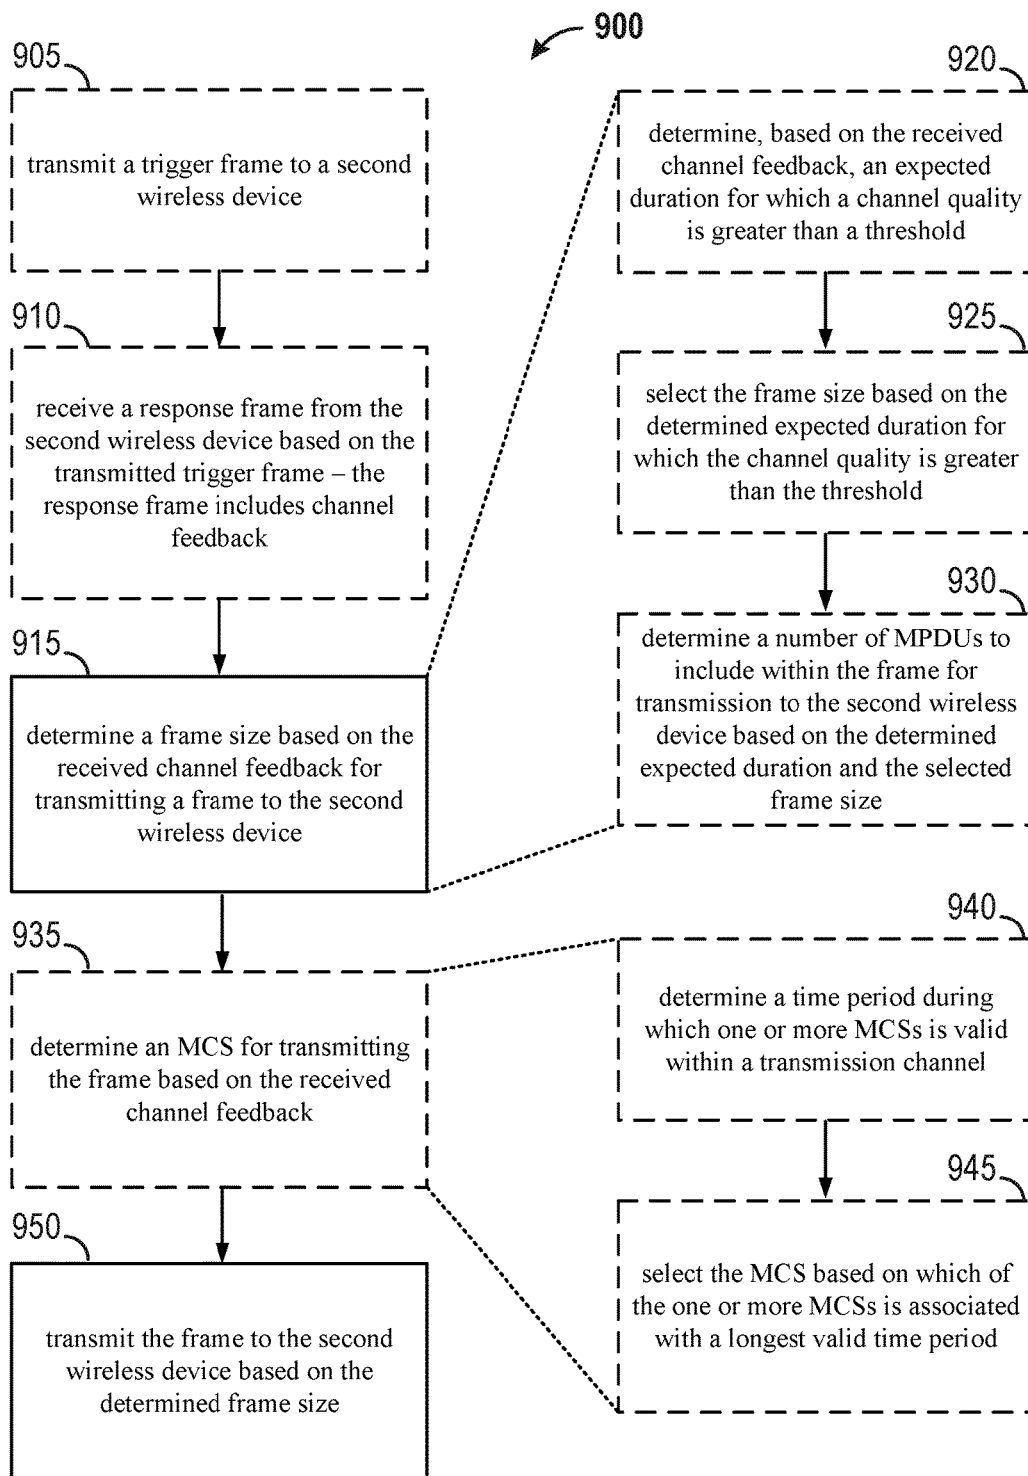 900
905
transmit a trigger frame to a second
wireless device
910
receive a response frame from the
second wireless device based on the
transmitted trigger frame – the
response frame includes channel
feedback
915
determine a frame size based on the
received channel feedback for
transmitting a frame to the second
wireless device
920
determine, based on the received
channel feedback, an expected
duration for which a channel quality
is greater than a threshold
925
select the frame size based on the
determined expected duration for
which the channel quality is greater
than the threshold
930
determine a number of MPDUs to
include within the frame for
transmission to the second wireless
device based on the determined
expected duration and the selected
frame size
935
determine an MCS for transmitting
the frame based on the received
channel feedback
940
determine a time period during
which one or more MCSs is valid
within a transmission channel
945
select the MCS based on which of
the one or more MCSs is associated
with a longest valid time period
950
transmit the frame to the second
wireless device based on the
determined frame size